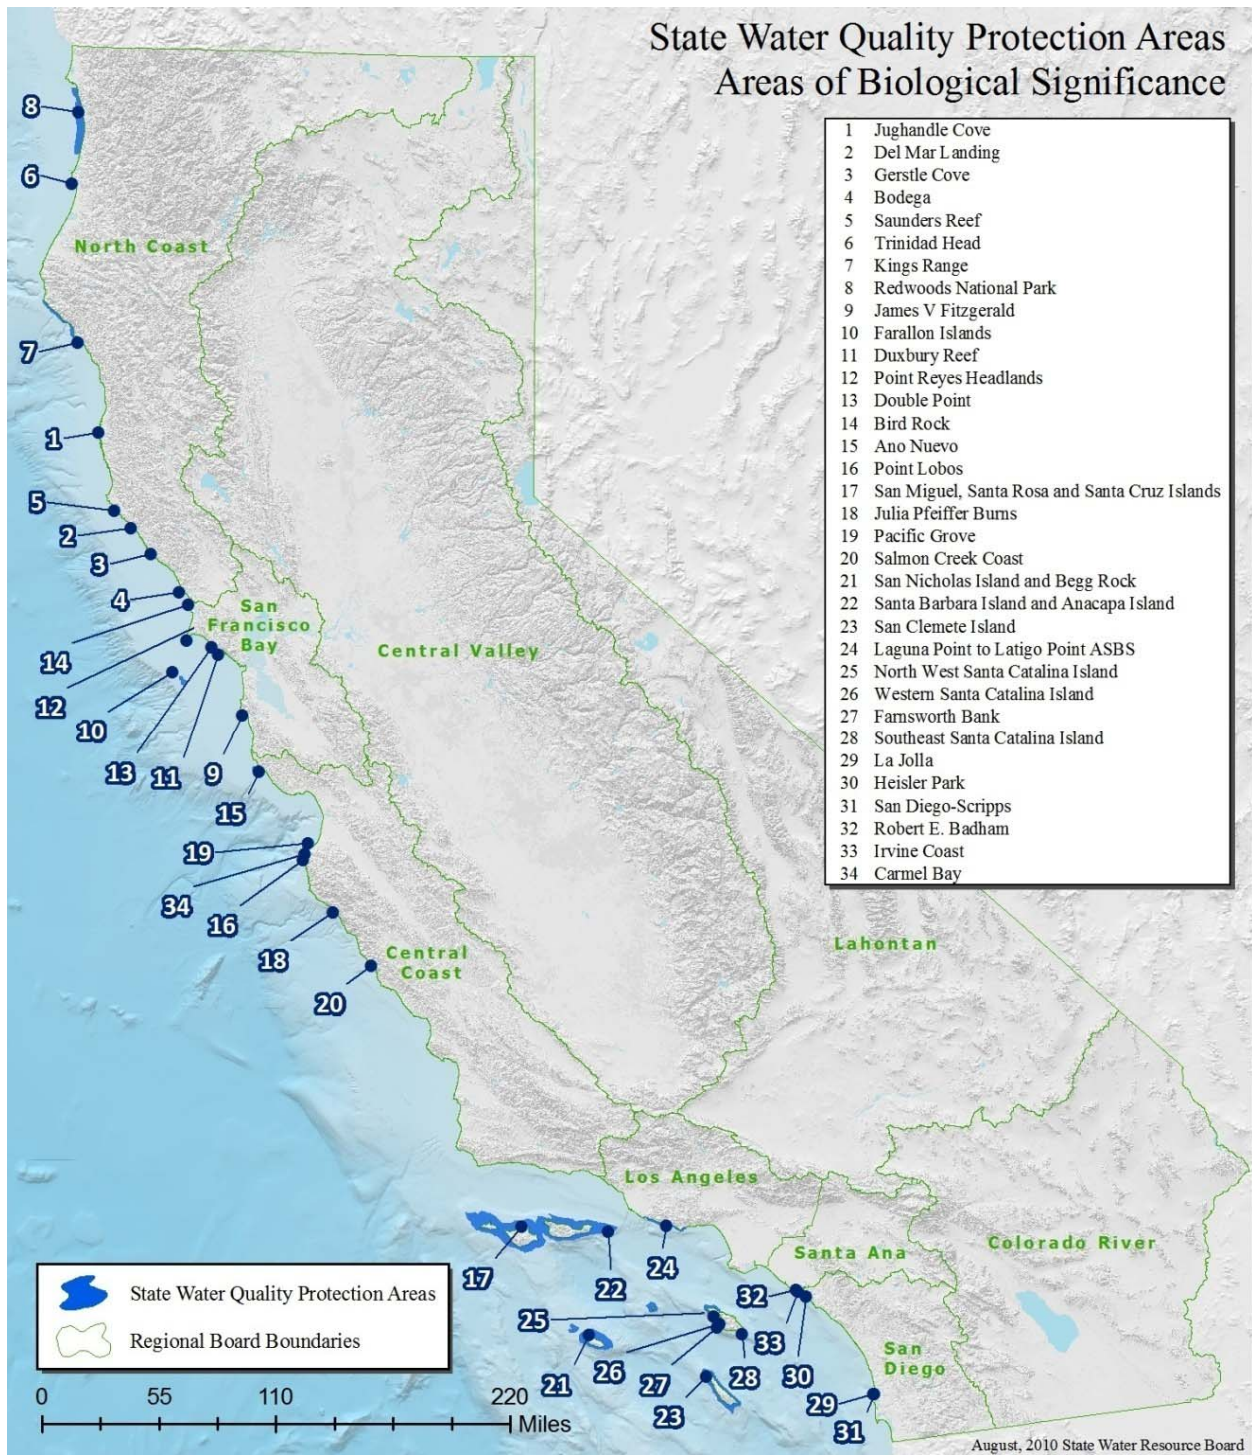 State Water Quality Protection Areas
Areas of Biological Significance
1 Jughandle Cove
2 Del Mar Landing
3 Gerstle Cove
4 Bodega
5 Saunders Reef
6 Trinidad Head
7 Kings Range
8 Redwoods National Park
9 James V Fitzgerald
10 Farallon Islands
11 Duxbury Reef
12 Point Reyes Headlands
13 Double Point
14 Bird Rock
15 Ano Nuevo
16 Point Lobos
17 San Miguel, Santa Rosa and Santa Cruz Islands
18 Julia Pfeiffer Burns
19 Pacific Grove
20 Salmon Creek Coast
21 San Nicholas Island and Begg Rock
22 Santa Barbara Island and Anacapa Island
23 San Clemete Island
24 Laguna Point to Latigo Point ASBS
25 North West Santa Catalina Island
26 Western Santa Catalina Island
27 Farnsworth Bank
28 Southeast Santa Catalina Island
29 La Jolla
30 Heisler Park
31 San Diego-Scripps
32 Robert E. Badham
33 Irvine Coast
34 Carmel Bay
8
6
North Coast
7
1
5
2
3
4
San
Francisco
Bay
Central Valley
14
12
10
13
11
9
15
19
34
16
18
20
Central
Coast
Lahontan
Los Angeles
Santa Ana
Colorado River
17
22
24
32
33
30
25
26
27
28
21
23
San
Diego
29
31
State Water Quality Protection Areas
Regional Board Boundaries
0 55 110 220
Miles
August, 2010 State Water Resource Board